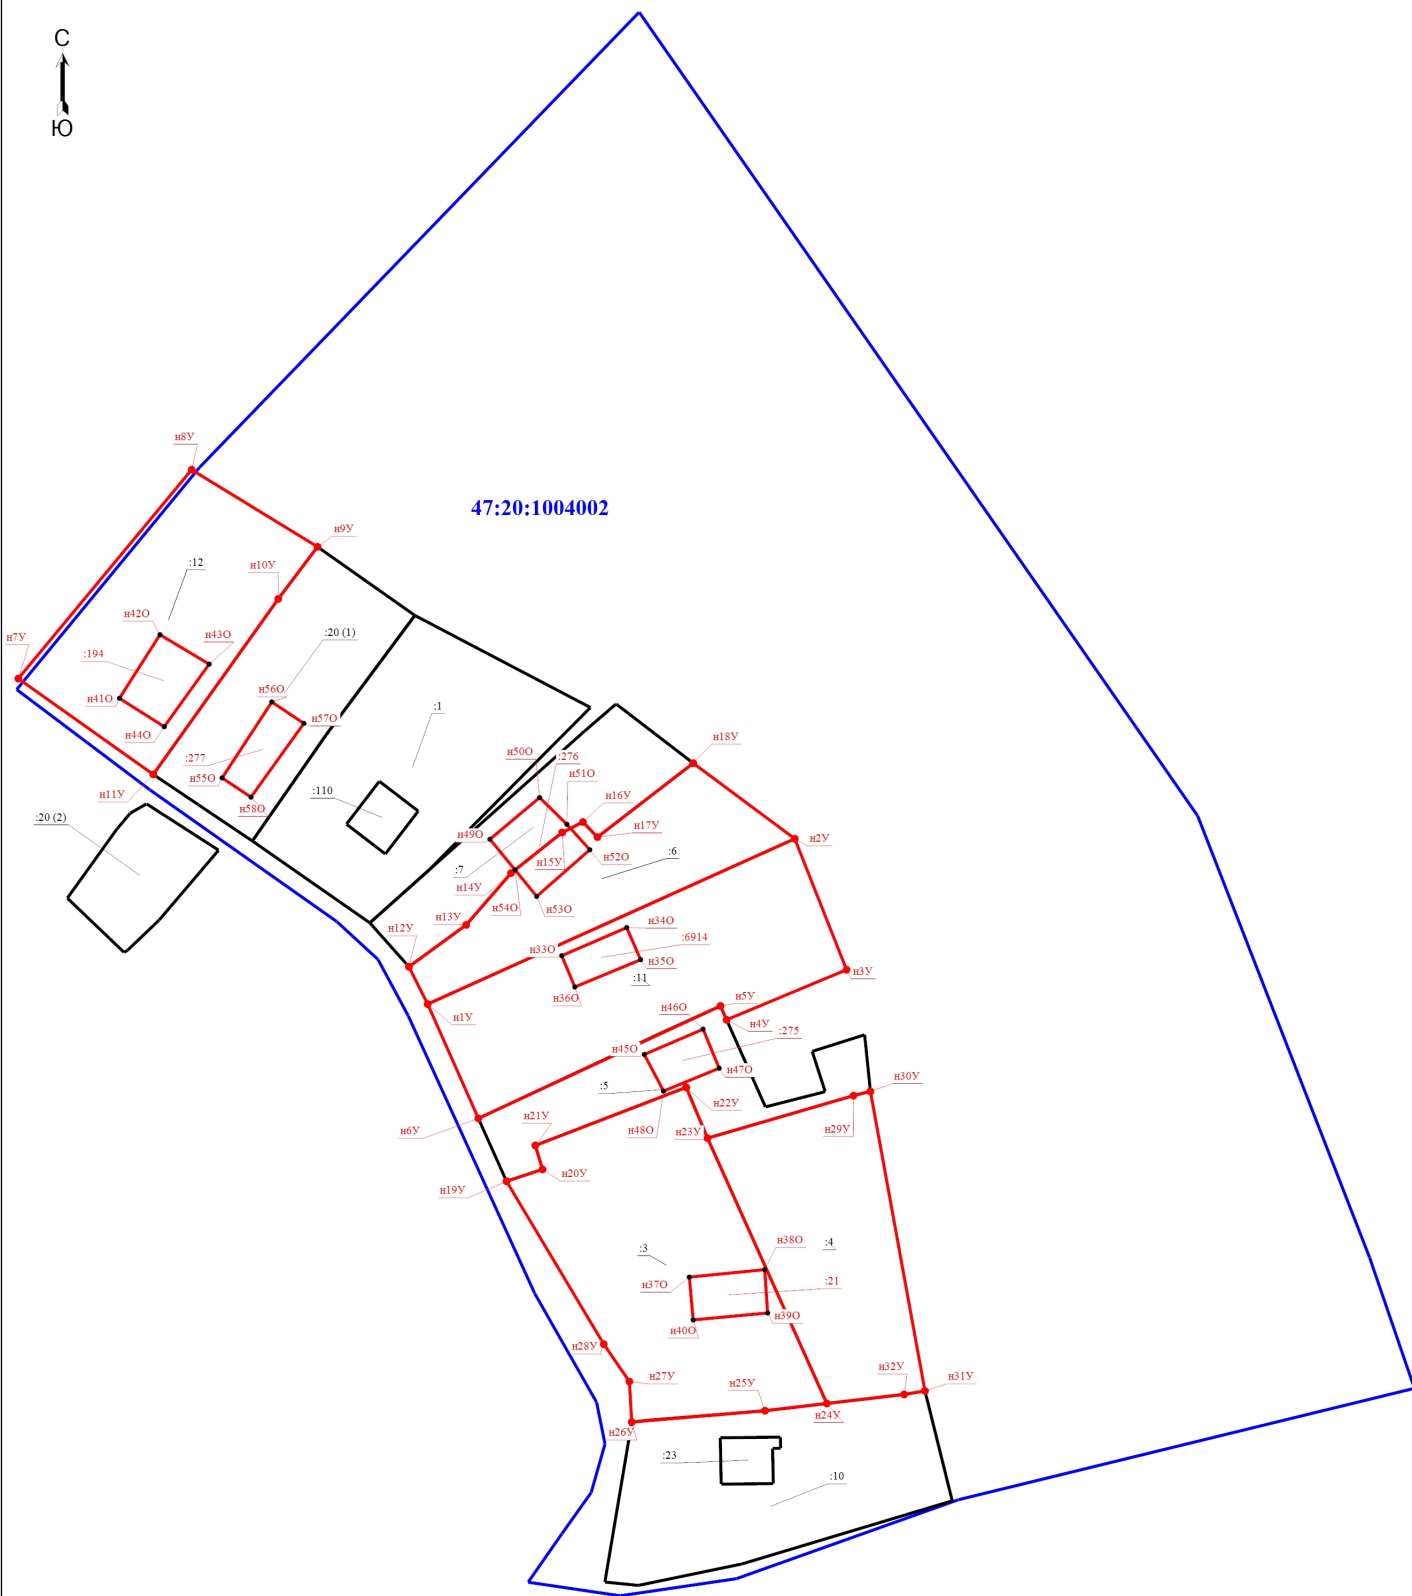 С
Ю
н8У
47:20:1004002
н9У
:12
н10У
н42О
н7У
н43О
:20 (1)
:194
н56О
н41О
:1
н57О
н44О
н18У
:277
н50О
:276
н55О
н51О
н11У
:110
н16У
н58О
:20 (2)
н17У
н49О
н2У
:6
н15У
н52О
:7
н14У
н54О
н53О
н13У
н12У
н34О
:6914
н33О
н35О
н3У
:11
н36О
н5У
н46О
н1У
н4У
:275
н45О
н47О
н30У
:5
н22У
н21У
н6У
н48О
н23У
н29У
н20У
н19У
н38О
:4
:3
н37О
:21
н39О
н40О
н28У
н32У
н27У
н31У
н25У
н24У
н26У
:23
:10